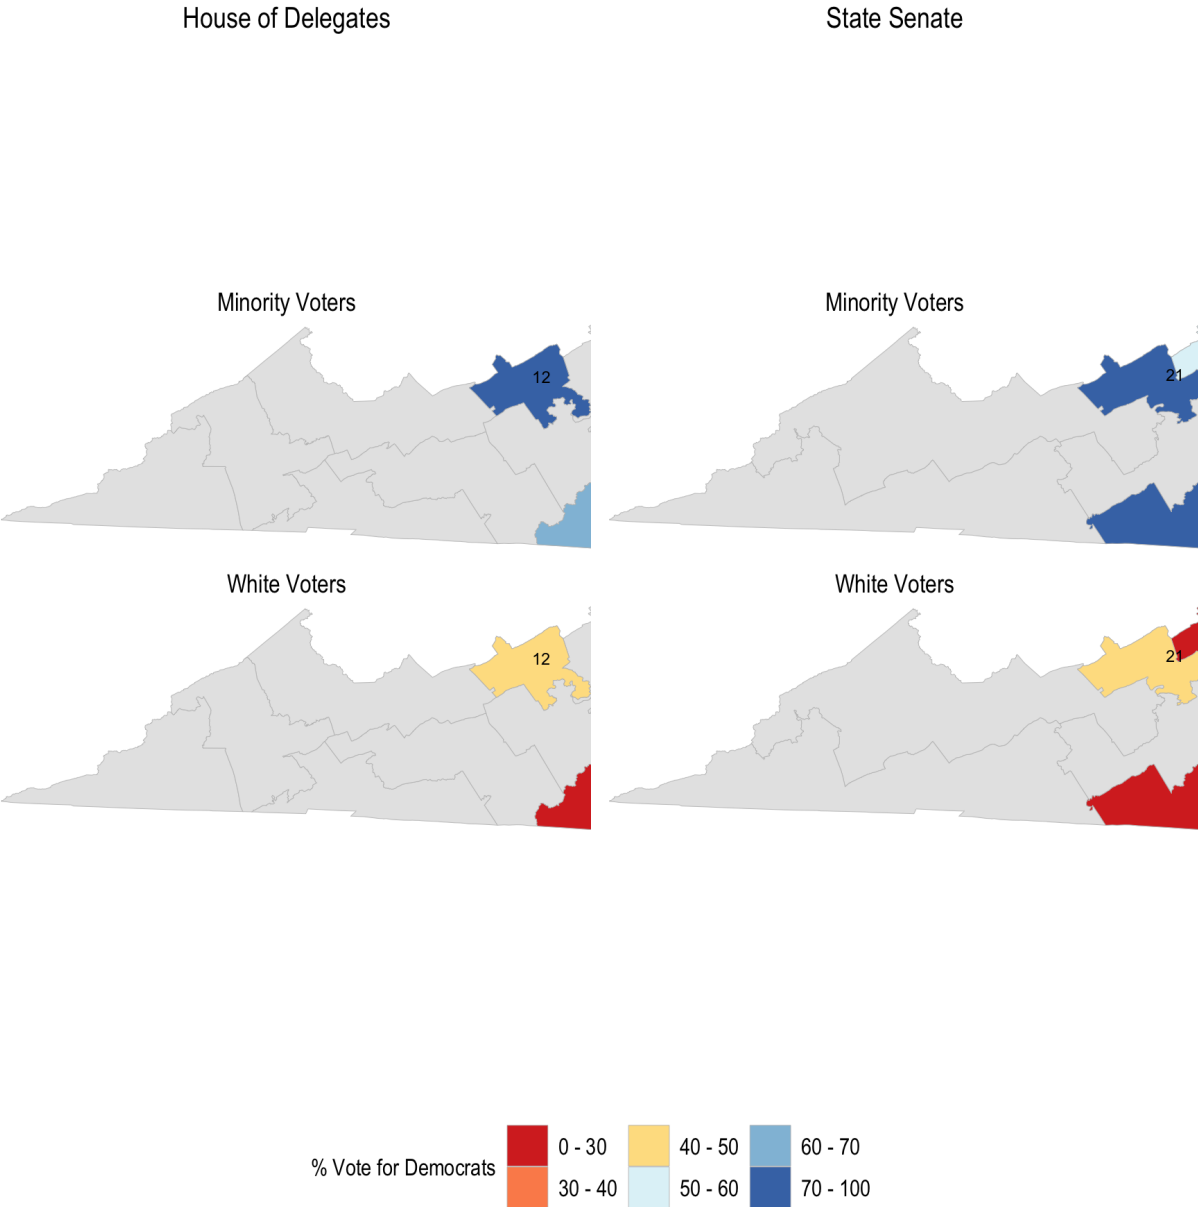 House of Delegates
State Senate
Minority Voters
Minority Voters
12
21
White Voters
White Voters
12
21
% Vote for Democrats
0 - 30
40 - 50
60 - 70
30 - 40
50 - 60
70 - 100